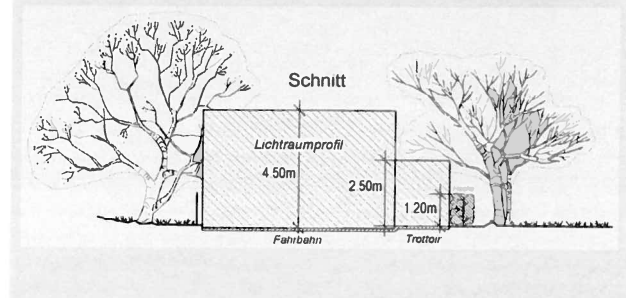 Schnitt
Lichtraumprofil
4 50m
2 50m
1.20m
Fahrbahn
Trottoir